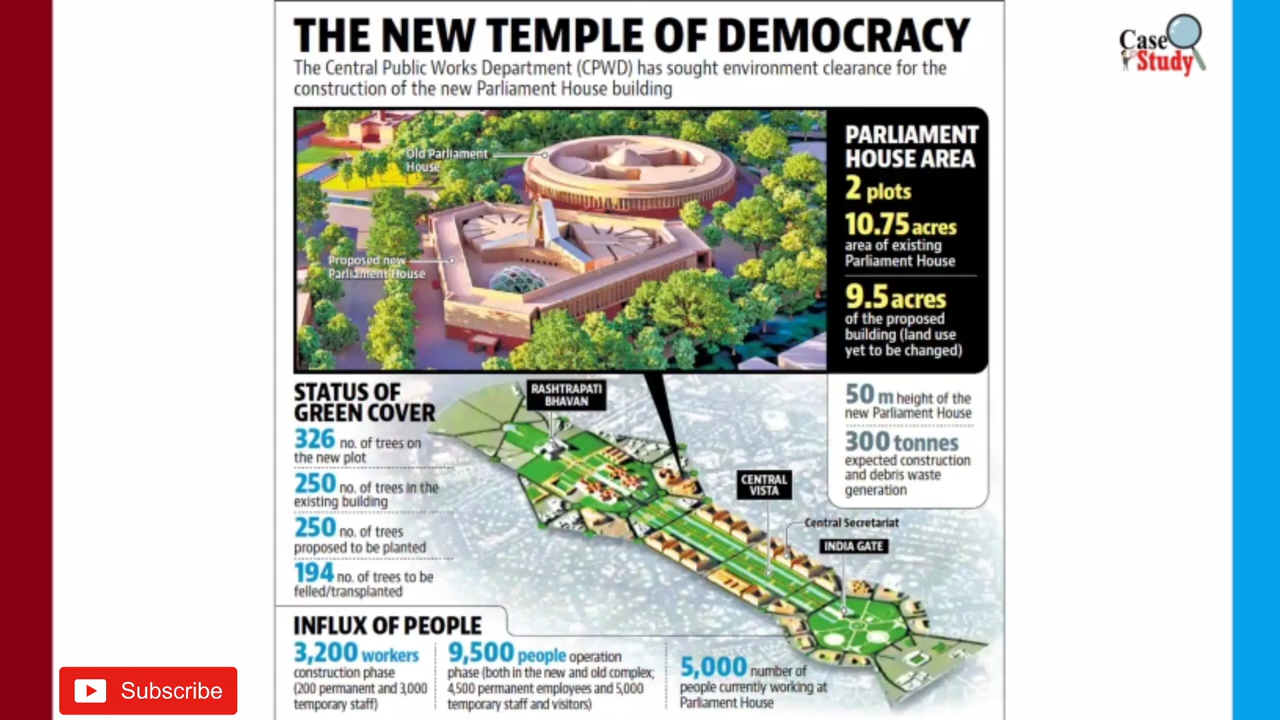 THE NEW TEMPLE OF DEMOCRACY
The Central Public Works Department (CPWD) has sought environment clearance for the
construction of the new Parliament House building
Case
Study
Old Parliament
House
Proposed new
Parliament House
PARLIAMENT
HOUSE AREA
2 plots
10.75 acres
area of existing
Parliament House
9.5 acres
of the proposed
building (land use
yet to be changed)
50 m height of the
new Parliament House
300 tonnes
expected construction
and debris waste
generation
STATUS OF
GREEN COVER
326 no. of trees on
the new plot
250 no. of trees in the
existing building
250 no. of trees
proposed to be planted
194 no. of trees to be
felled/transplanted
RASHTRAPATI
BHAVAN
CENTRAL
VISTA
Central Secretariat
INDIA GATE
INFLUX OF PEOPLE
3,200 workers
construction phase
(200 permanent and 3,000
temporary staff)
9,500 people operation
phase (both in the new and old complex;
4,500 permanent employees and 5,000
temporary staff and visitors)
5,000 number of
people currently working at
Parliament House
Subscribe